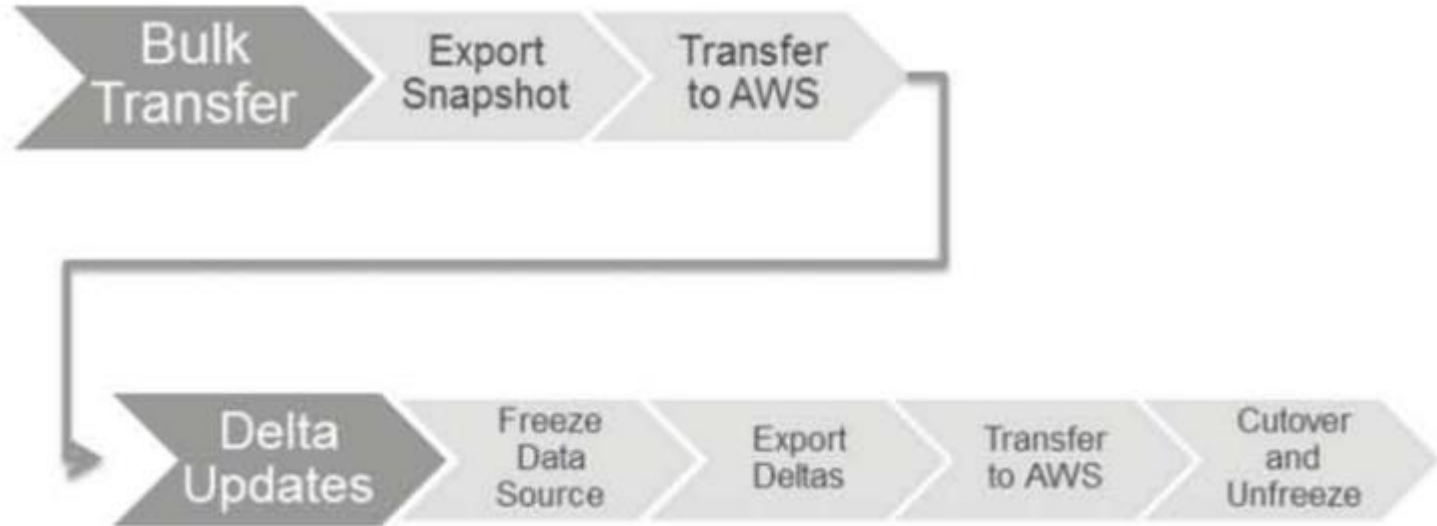 Bulk
Transfer
Export
Snapshot
Transfer
to AWS
Delta
Updates
Freeze
Data
Source
Export
Deltas
Transfer
to AWS
Cutover
and
Unfreeze